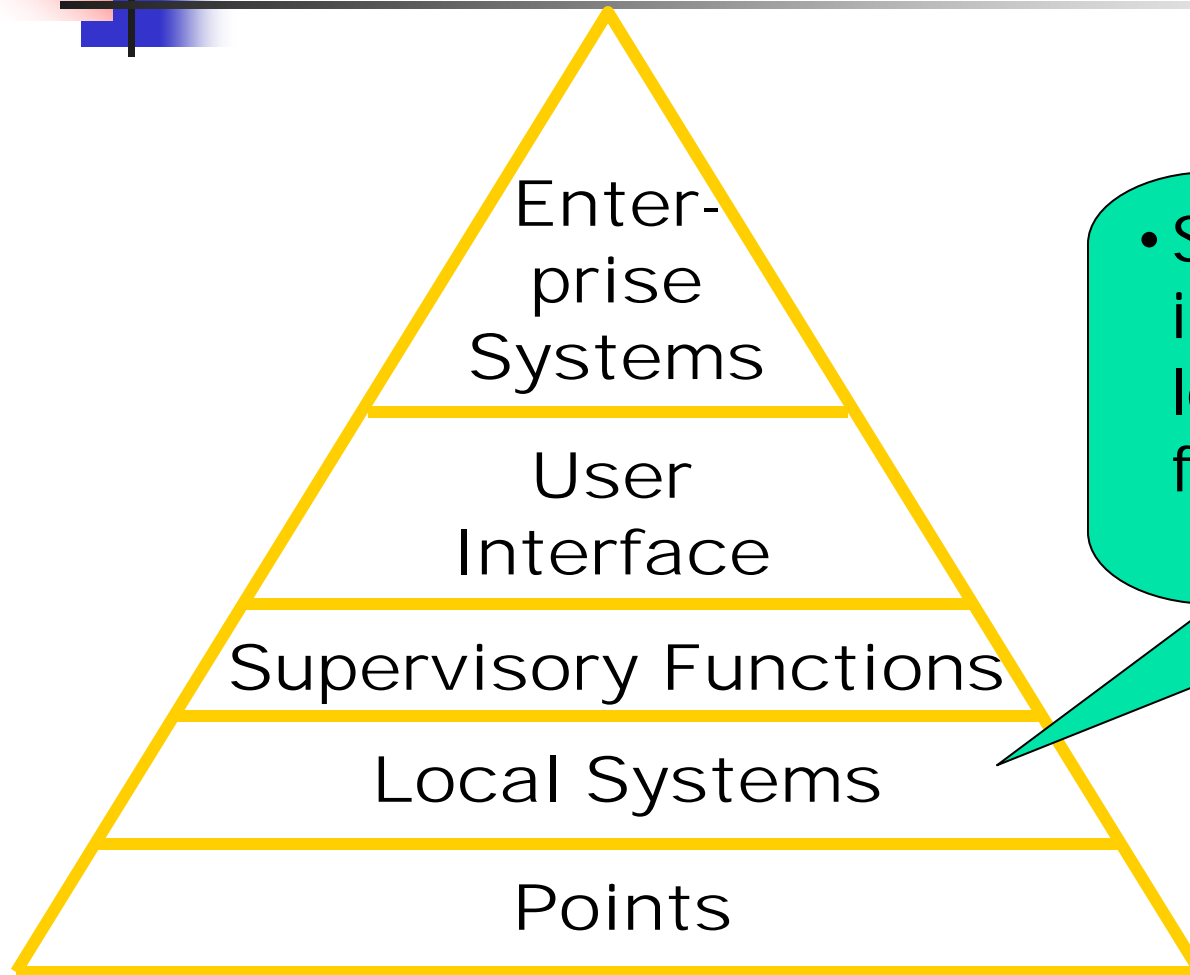 Enter-
prise
Systems
User
Interface
Supervisory Functions
Local Systems
Points